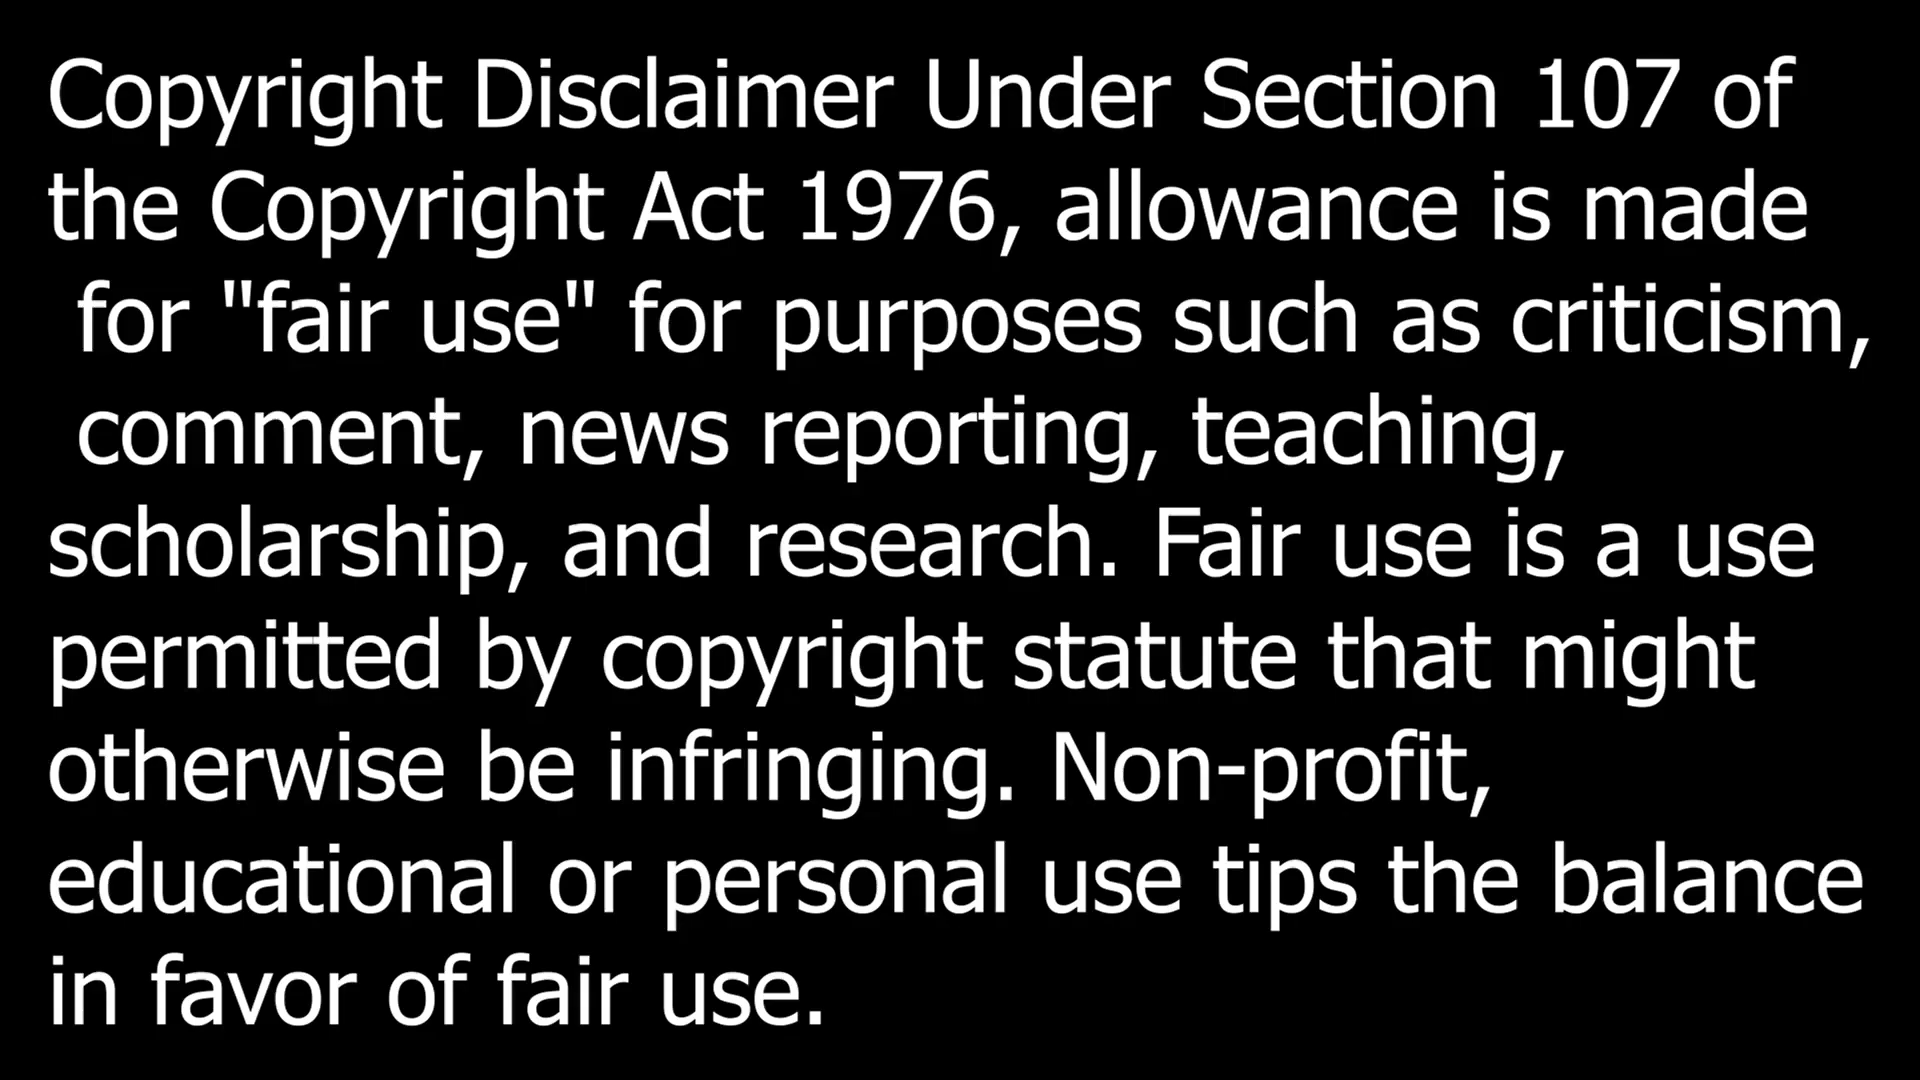 Copyright Disclaimer Under Section 107 of
the Copyright Act 1976, allowance is made
for "fair use" for purposes such as criticism,
comment, news reporting, teaching,
scholarship, and research. Fair use is a use
permitted by copyright statute that might
otherwise be infringing. Non-profit,
educational or personal use tips the balance
in favor of fair use.